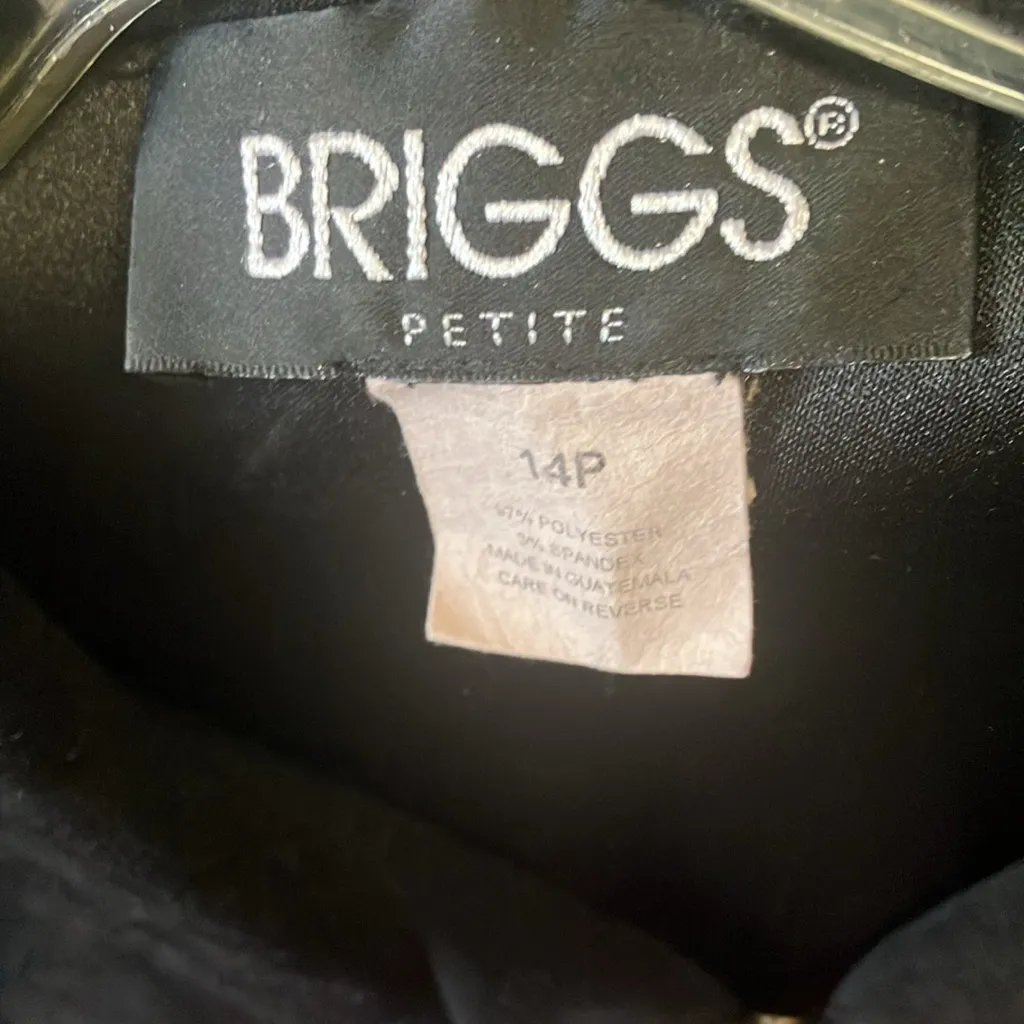 BRIGGS®
PETITE
14P
97% POLYESTER
3% SPANDEX
MADE IN GUATEMALA
CARE ON REVERSE